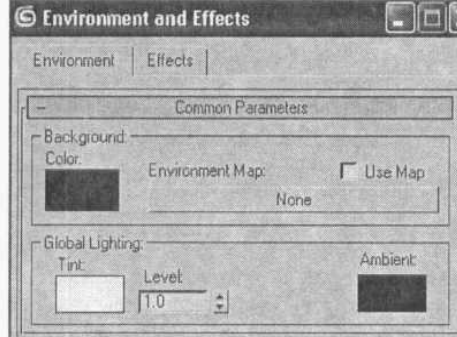 Environment and Effects
Environment
Effects
Common Parameters
Background:
Color:
Environment Map:
Use Map
None
Global Lighting:
Tint:
Level:
Ambient:
1.0